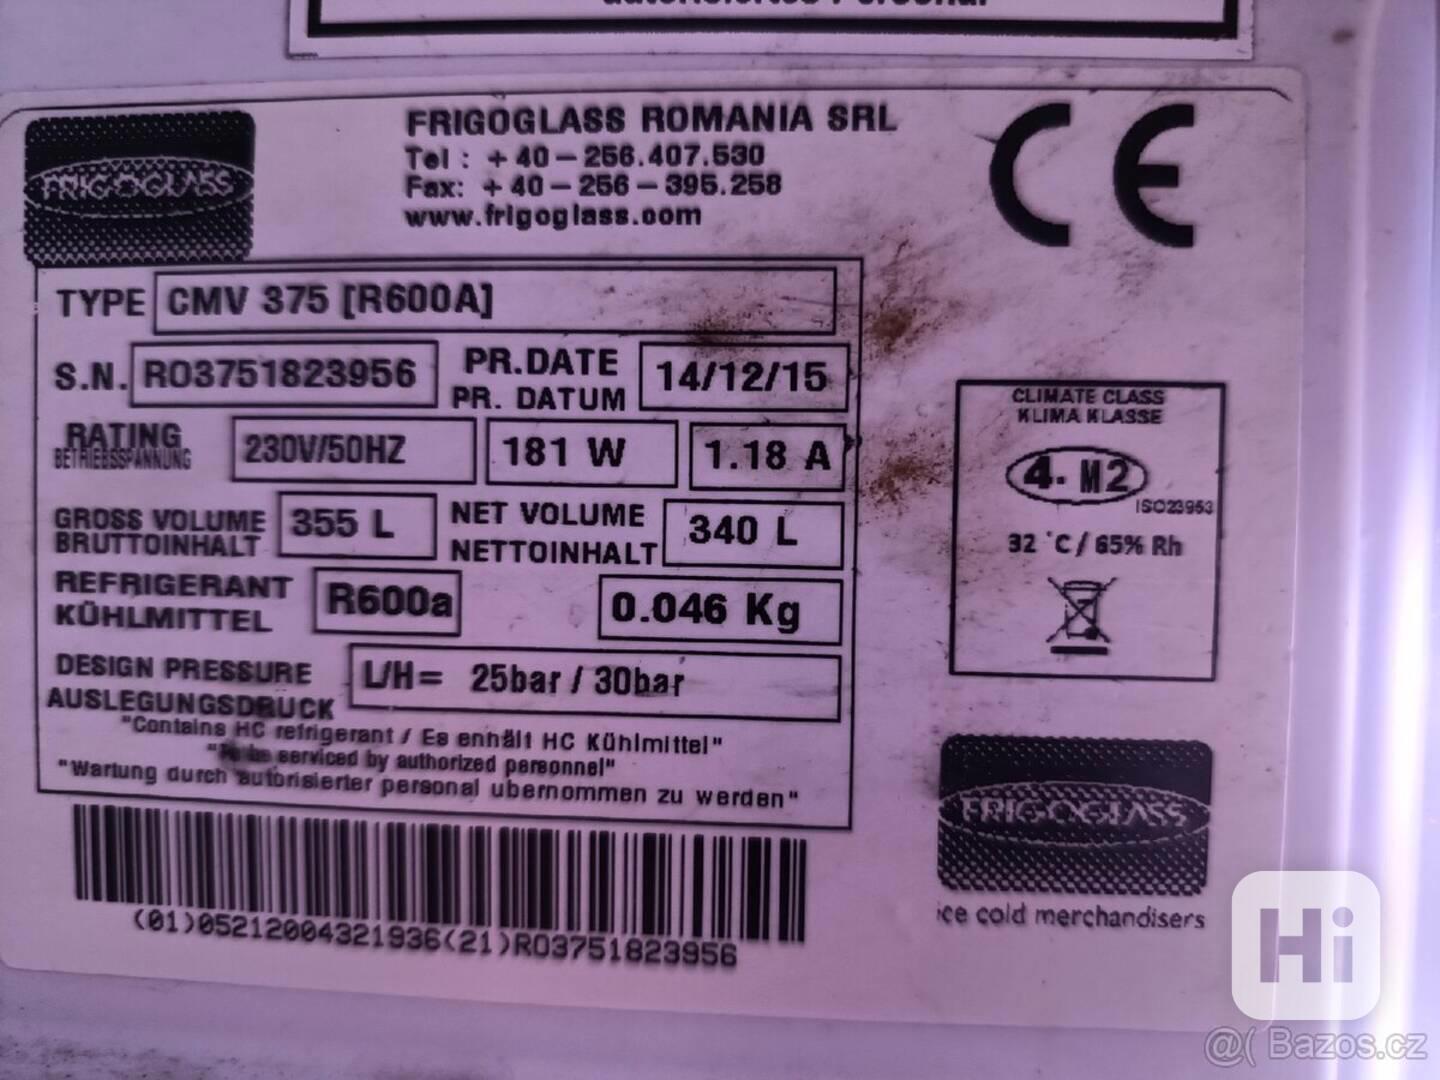 FRIGOGLASS
FRIGOGLASS ROMANIA SRL
Tel : +40-256.407.530
Fax: +40-256-395.258
www.frigoglass.com
CE
TYPE CMV 375 [R600A]
S.N. RO3751823956 PR.DATE 14/12/15
PR. DATUM
RATING 230V/50HZ 181 W 1.18 A
BETRIEBSSPANNUNG
GROSS VOLUME 355 L NET VOLUME 340 L
BRUTTOINHALT NETTOINHALT
REFRIGERANT R600a 0.046 Kg
KÜHLMITTEL
DESIGN PRESSURE L/H= 25bar / 30bar
AUSLEGUNGSDRUCK
"Contains HC refrigerant / Es enhält HC Kühlmittel"
"To be serviced by authorized personnel"
"Wartung durch autorisierter personal ubernommen zu werden"
(01)05212004321936(21)RO3751823956
CLIMATE CLASS
KLIMA KLASSE
4. M2
ISO23953
32 °C / 65% Rh
FRIGOGLASS
ice cold merchandisers
Hi
@( Bazos.cz